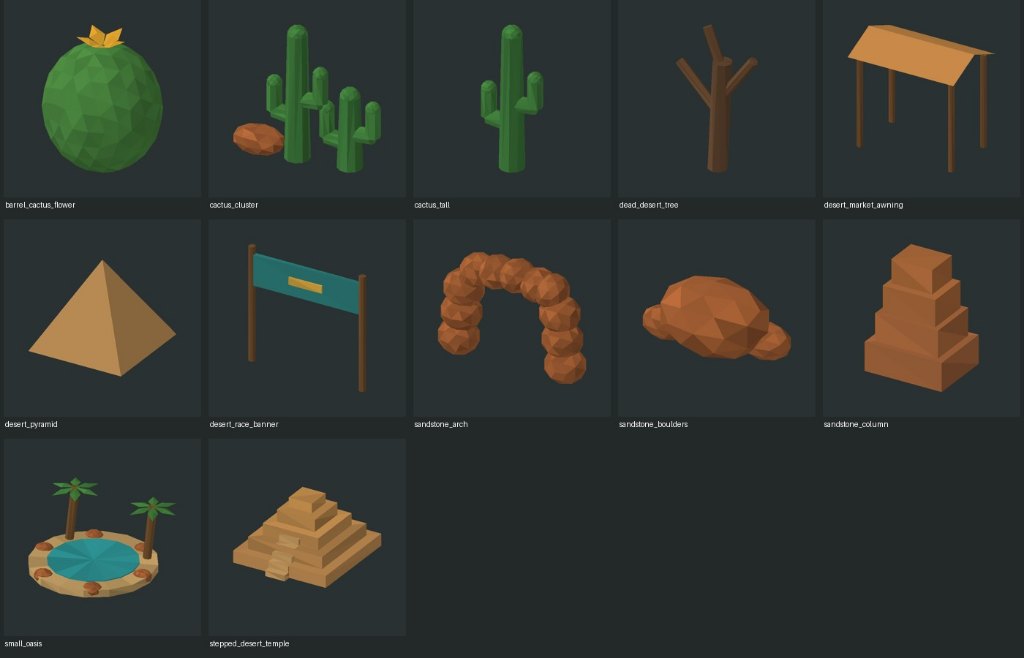 barrel_cactus_flower
cactus_cluster
cactus_tall
dead_desert_tree
desert_market_awning
desert_pyramid
desert_race_banner
sandstone_arch
sandstone_boulders
sandstone_column
small_oasis
stepped_desert_temple